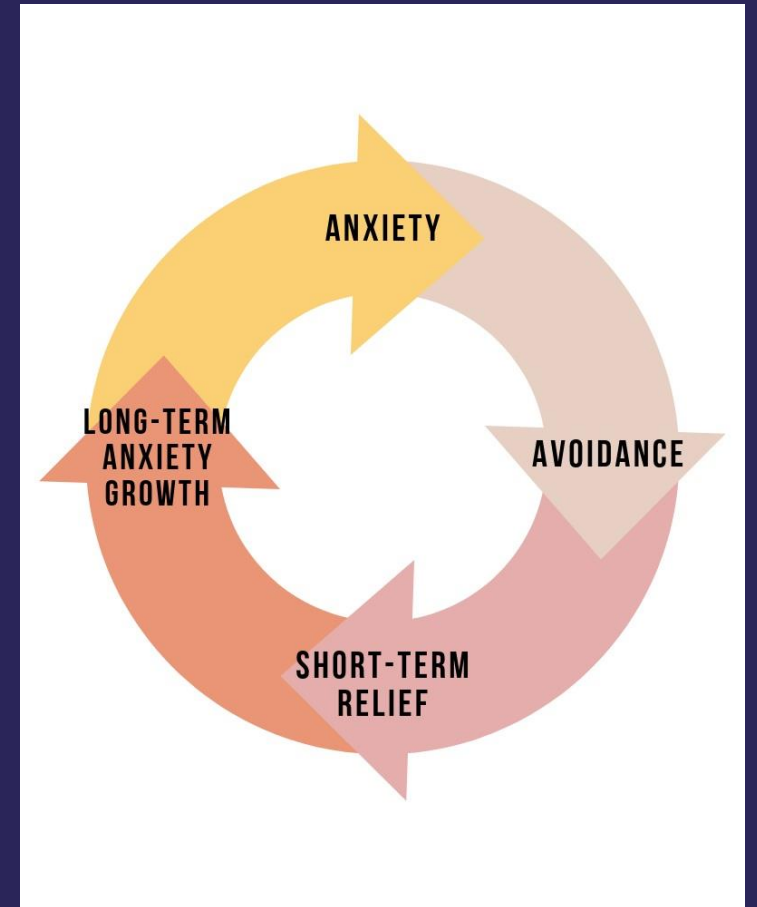 ANXIETY
AVOIDANCE
SHORT-TERM
RELIEF
LONG-TERM
ANXIETY
GROWTH